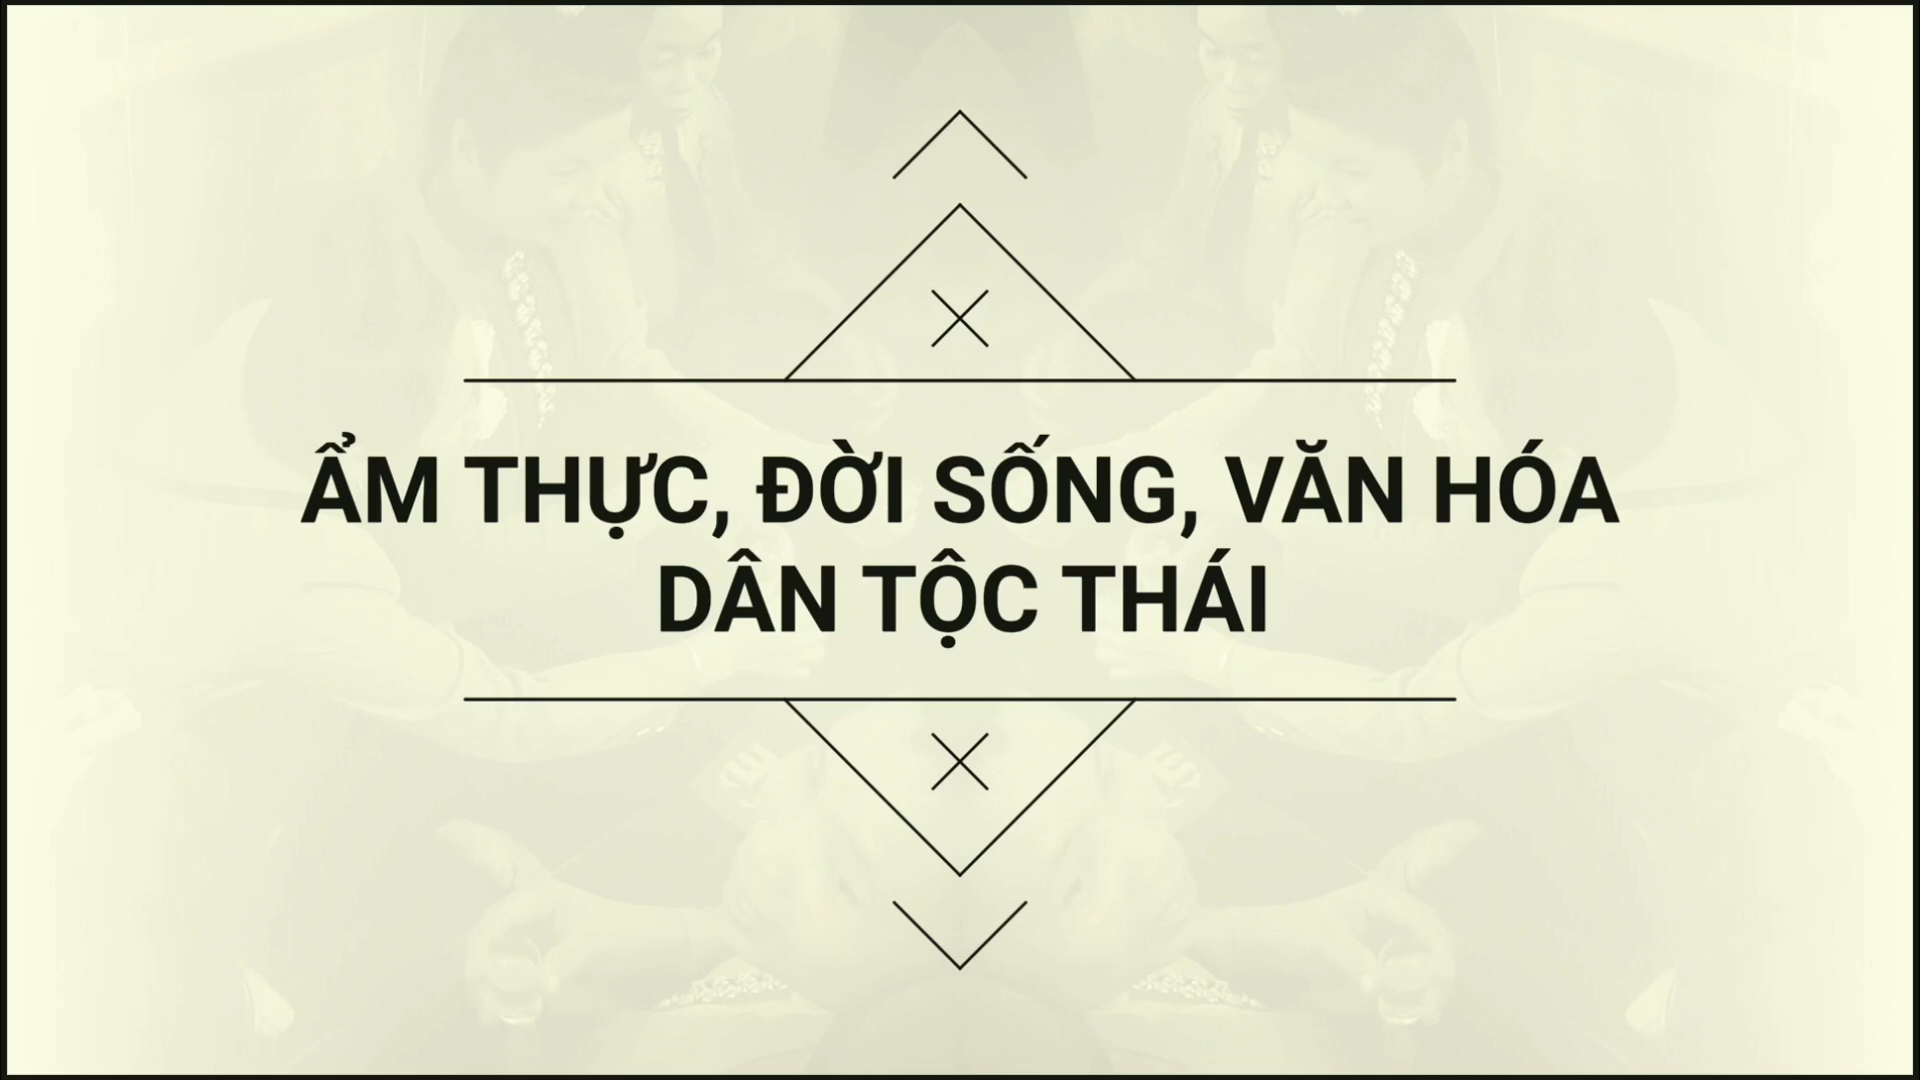 ẨM THỰC, ĐỜI SỐNG, VĂN HÓA
DÂN TỘC THÁI